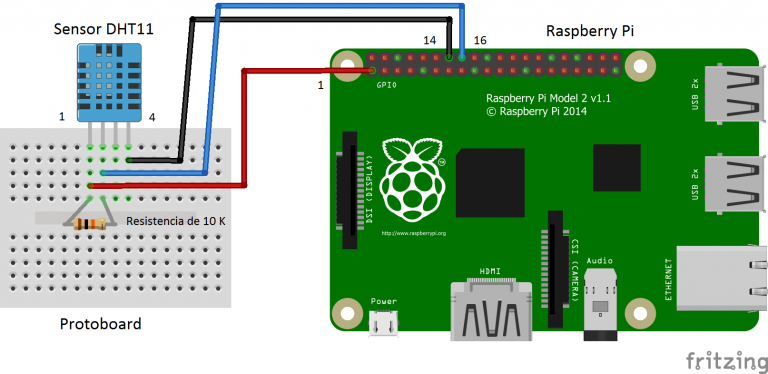 Sensor DHT11
1
4
Resistencia de 10 K
Protoboard
Raspberry Pi
14
16
1
GPIO
Raspberry Pi Model 2 v1.1
© Raspberry Pi 2014
TM
DSI (DISPLAY)
http://www.raspberrypi.org
USB 2x
USB 2x
Power
HDMI
CSI (CAMERA)
Audio
ETHERNET
fritzing